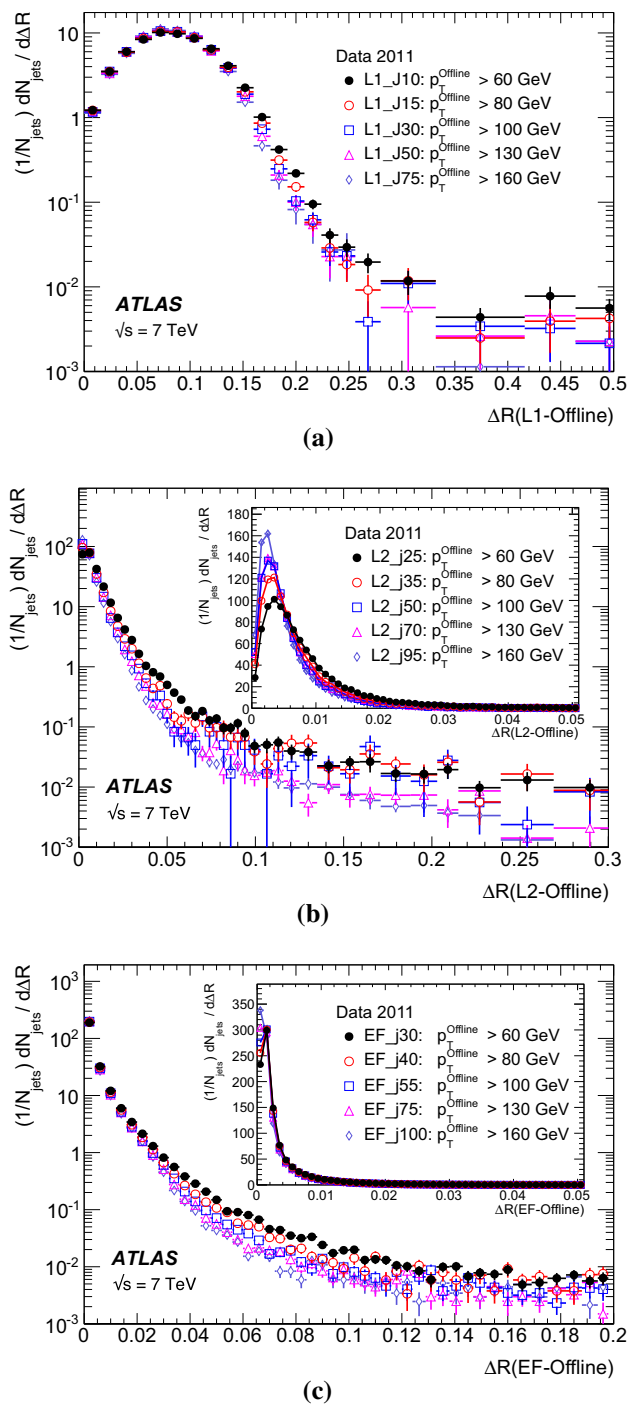 (1/N_jets) dN_jets / dΔR
10
1
10^-1
10^-2
10^-3
Data 2011
L1_J10: p_T^Offline > 60 GeV
L1_J15: p_T^Offline > 80 GeV
L1_J30: p_T^Offline > 100 GeV
L1_J50: p_T^Offline > 130 GeV
L1_J75: p_T^Offline > 160 GeV
ATLAS
√s = 7 TeV
0 0.05 0.1 0.15 0.2 0.25 0.3 0.35 0.4 0.45 0.5
ΔR(L1-Offline)
(a)
(1/N_jets) dN_jets / dΔR
10^2
10
1
10^-1
10^-2
10^-3
(1/N_jets) dN_jets / dΔR
180
160
140
120
100
80
60
40
20
0
Data 2011
L2_j25: p_T^Offline > 60 GeV
L2_j35: p_T^Offline > 80 GeV
L2_j50: p_T^Offline > 100 GeV
L2_j70: p_T^Offline > 130 GeV
L2_j95: p_T^Offline > 160 GeV
0 0.01 0.02 0.03 0.04 0.05
ΔR(L2-Offline)
ATLAS
√s = 7 TeV
0 0.05 0.1 0.15 0.2 0.25 0.3
ΔR(L2-Offline)
(b)
(1/N_jets) dN_jets / dΔR
10^3
10^2
10
1
10^-1
10^-2
10^-3
(1/N_jets) dN_jets / dΔR
350
300
250
200
150
100
50
0
Data 2011
EF_j30: p_T^Offline > 60 GeV
EF_j40: p_T^Offline > 80 GeV
EF_j55: p_T^Offline > 100 GeV
EF_j75: p_T^Offline > 130 GeV
EF_j100: p_T^Offline > 160 GeV
0 0.01 0.02 0.03 0.04 0.05
ΔR(EF-Offline)
ATLAS
√s = 7 TeV
0 0.02 0.04 0.06 0.08 0.1 0.12 0.14 0.16 0.18 0.2
ΔR(EF-Offline)
(c)